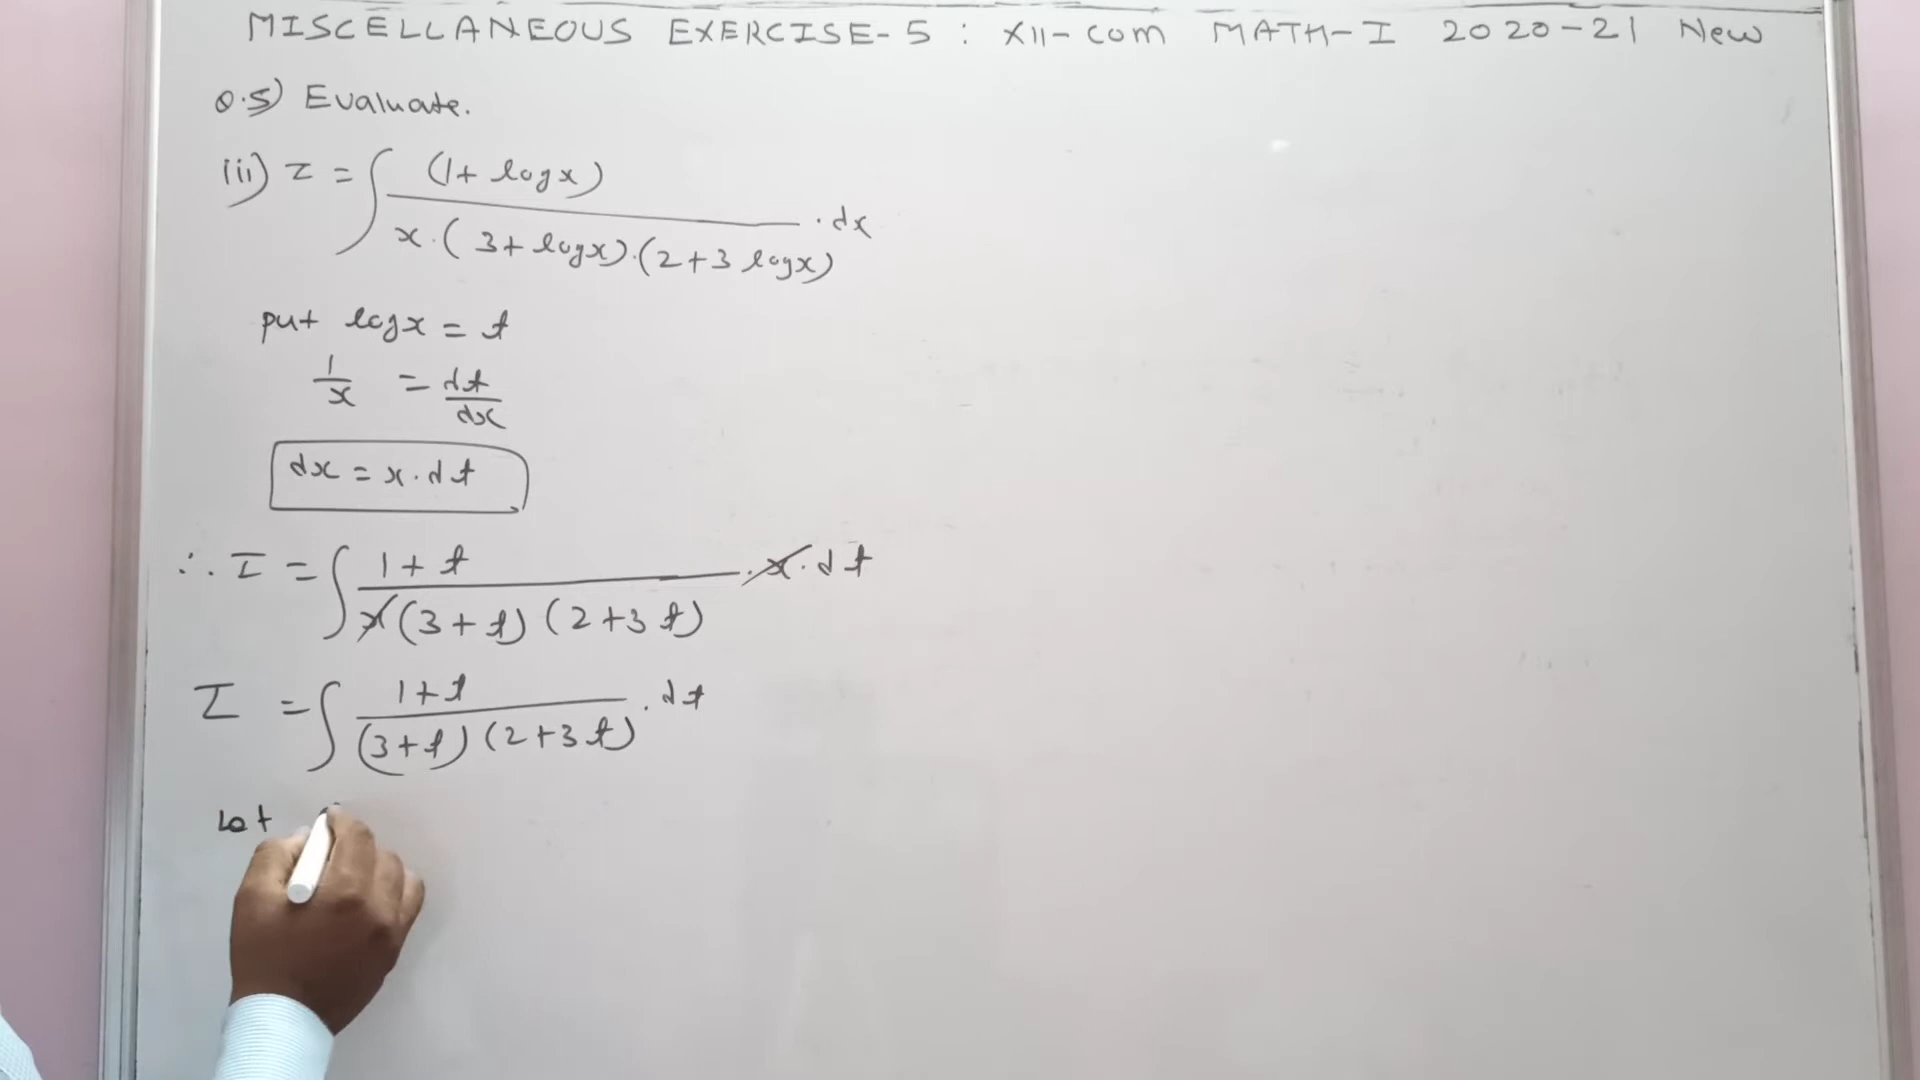 MISCELLANEOUS EXERCISE-5 : XII-com MATH-I 2020-21 New
Q.5) Evaluate.
(ii) I = ∫ (1+ log x) / x.(3+log x).(2+3 log x) .dx
put log x = t
1/x = dt/dx
dx = x.dt
∴ I = ∫ 1+t / x(3+t)(2+3t) .x.dt
I = ∫ 1+t / (3+t)(2+3t) .dt
Let